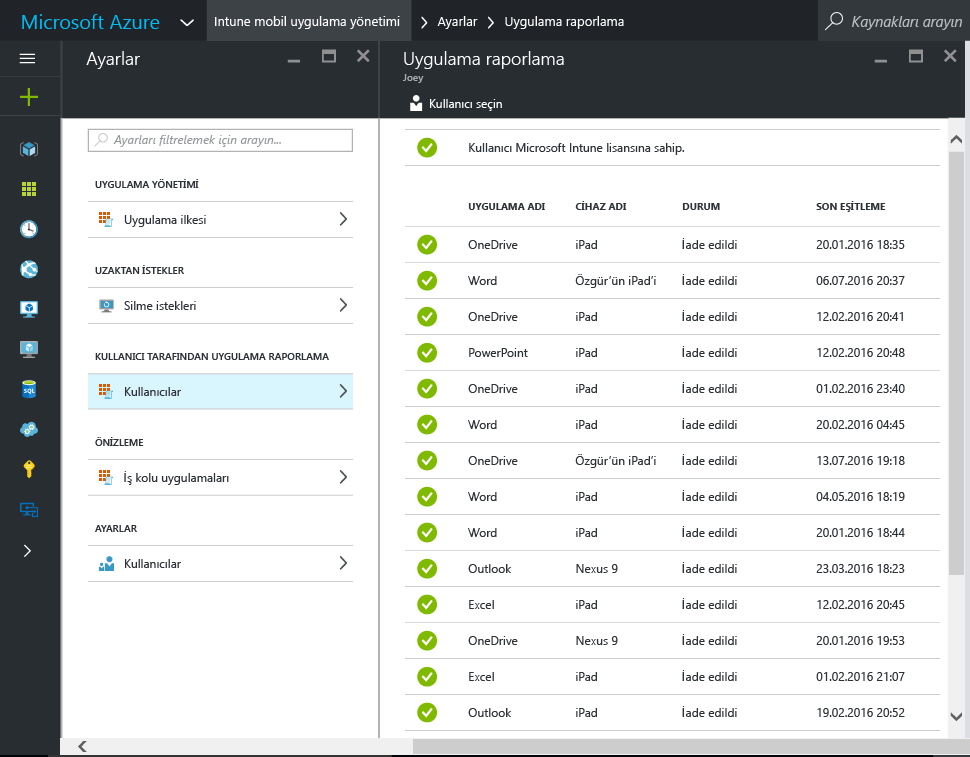 Microsoft Azure
Intune mobil uygulama yönetimi
Ayarlar
Uygulama raporlama
Kaynakları arayın
Ayarlar
Ayarları filtrelemek için arayın...
UYGULAMA YÖNETİMİ
Uygulama ilkesi
UZAKTAN İSTEKLER
Silme istekleri
KULLANICI TARAFINDAN UYGULAMA RAPORLAMA
Kullanıcılar
ÖNİZLEME
İş kolu uygulamaları
AYARLAR
Kullanıcılar
Uygulama raporlama
Joey
Kullanıcı seçin
Kullanıcı Microsoft Intune lisansına sahip.
UYGULAMA ADI CİHAZ ADI DURUM SON EŞİTLEME
OneDrive iPad İade edildi 20.01.2016 18:35
Word Özgür'ün iPad'i İade edildi 06.07.2016 20:37
OneDrive iPad İade edildi 12.02.2016 20:41
PowerPoint iPad İade edildi 12.02.2016 20:48
OneDrive iPad İade edildi 01.02.2016 23:40
Word iPad İade edildi 20.02.2016 04:45
OneDrive Özgür'ün iPad'i İade edildi 13.07.2016 19:18
Word iPad İade edildi 04.05.2016 18:19
Word iPad İade edildi 20.01.2016 18:44
Outlook Nexus 9 İade edildi 23.03.2016 18:23
Excel iPad İade edildi 12.02.2016 20:45
OneDrive Nexus 9 İade edildi 20.01.2016 19:53
Excel iPad İade edildi 01.02.2016 21:07
Outlook iPad İade edildi 19.02.2016 20:52
SQL